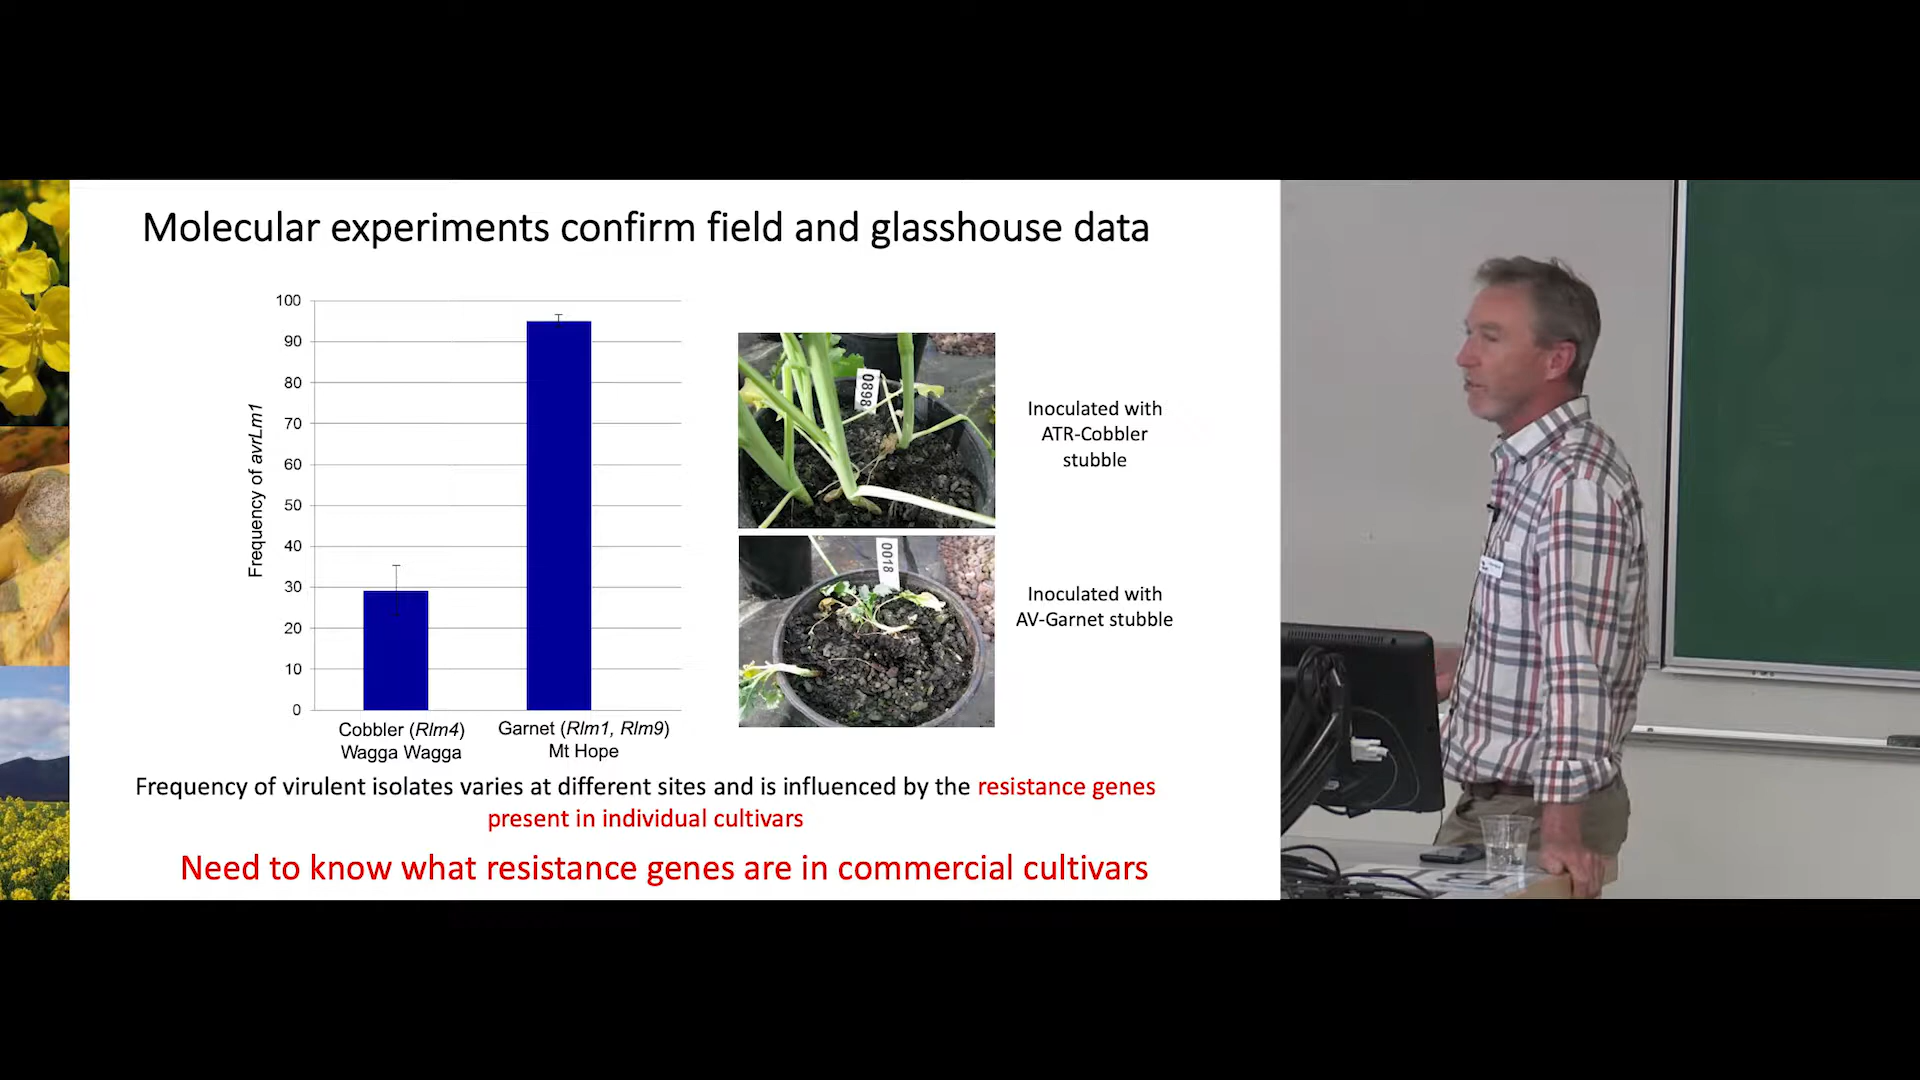 Molecular experiments confirm field and glasshouse data
100
90
80
70
60
50
40
30
20
10
0
Frequency of avrLm1
Cobbler (Rlm4)
Wagga Wagga
Garnet (Rlm1, Rlm9)
Mt Hope
0898
Inoculated with
ATR-Cobbler
stubble
0018
Inoculated with
AV-Garnet stubble
Frequency of virulent isolates varies at different sites and is influenced by the resistance genes
present in individual cultivars
Need to know what resistance genes are in commercial cultivars